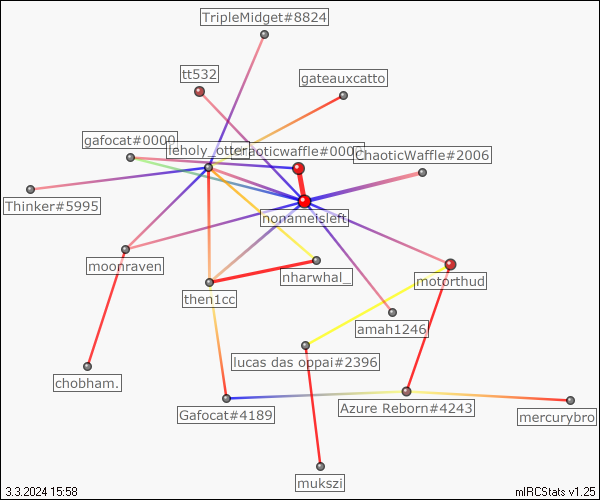 TripleMidget#8824
tt532
gateauxcatto
gafocat#0000
leholy_otter
chaoticwaffle#0000
ChaoticWaffle#2006
Thinker#5995
nonameisleft
moonraven
nharwhal_
motorthud
then1cc
amah1246
lucas das oppai#2396
chobham.
Gafocat#4189
Azure Reborn#4243
mercurybro
mukszi
3.3.2024 15:58
mIRCStats v1.25